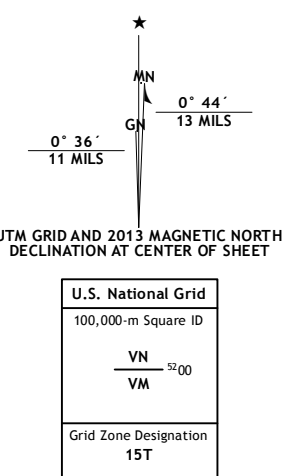 ★
MN
0° 44´
13 MILS
GN
0° 36´
11 MILS
UTM GRID AND 2013 MAGNETIC NORTH
DECLINATION AT CENTER OF SHEET
U.S. National Grid
100,000-m Square ID
VN
5200
VM
Grid Zone Designation
15T